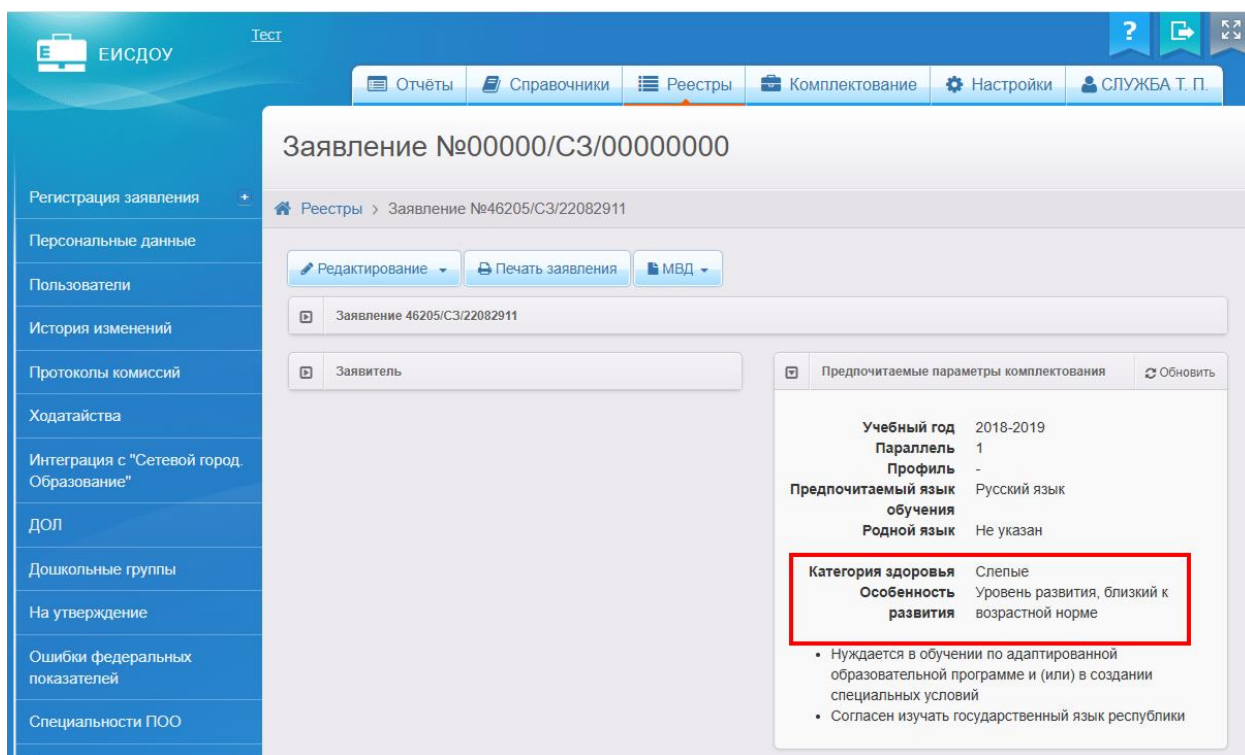 Е ЕИСДОУ
Тест
?
Отчёты Справочники Реестры Комплектование Настройки СЛУЖБА Т. П.
Заявление №00000/СЗ/00000000
Реестры > Заявление №46205/СЗ/22082911
Регистрация заявления +
Персональные данные
Пользователи
История изменений
Протоколы комиссий
Ходатайства
Интеграция с "Сетевой город.
Образование"
ДОЛ
Дошкольные группы
На утверждение
Ошибки федеральных
показателей
Специальности ПОО
Редактирование Печать заявления МВД
Заявление 46205/СЗ/22082911
Заявитель
Предпочитаемые параметры комплектования Обновить
Учебный год 2018-2019
Параллель 1
Профиль -
Предпочитаемый язык Русский язык
обучения
Родной язык Не указан
Категория здоровья Слепые
Особенность Уровень развития, близкий к
развития возрастной норме
• Нуждается в обучении по адаптированной
образовательной программе и (или) в создании
специальных условий
• Согласен изучать государственный язык республики